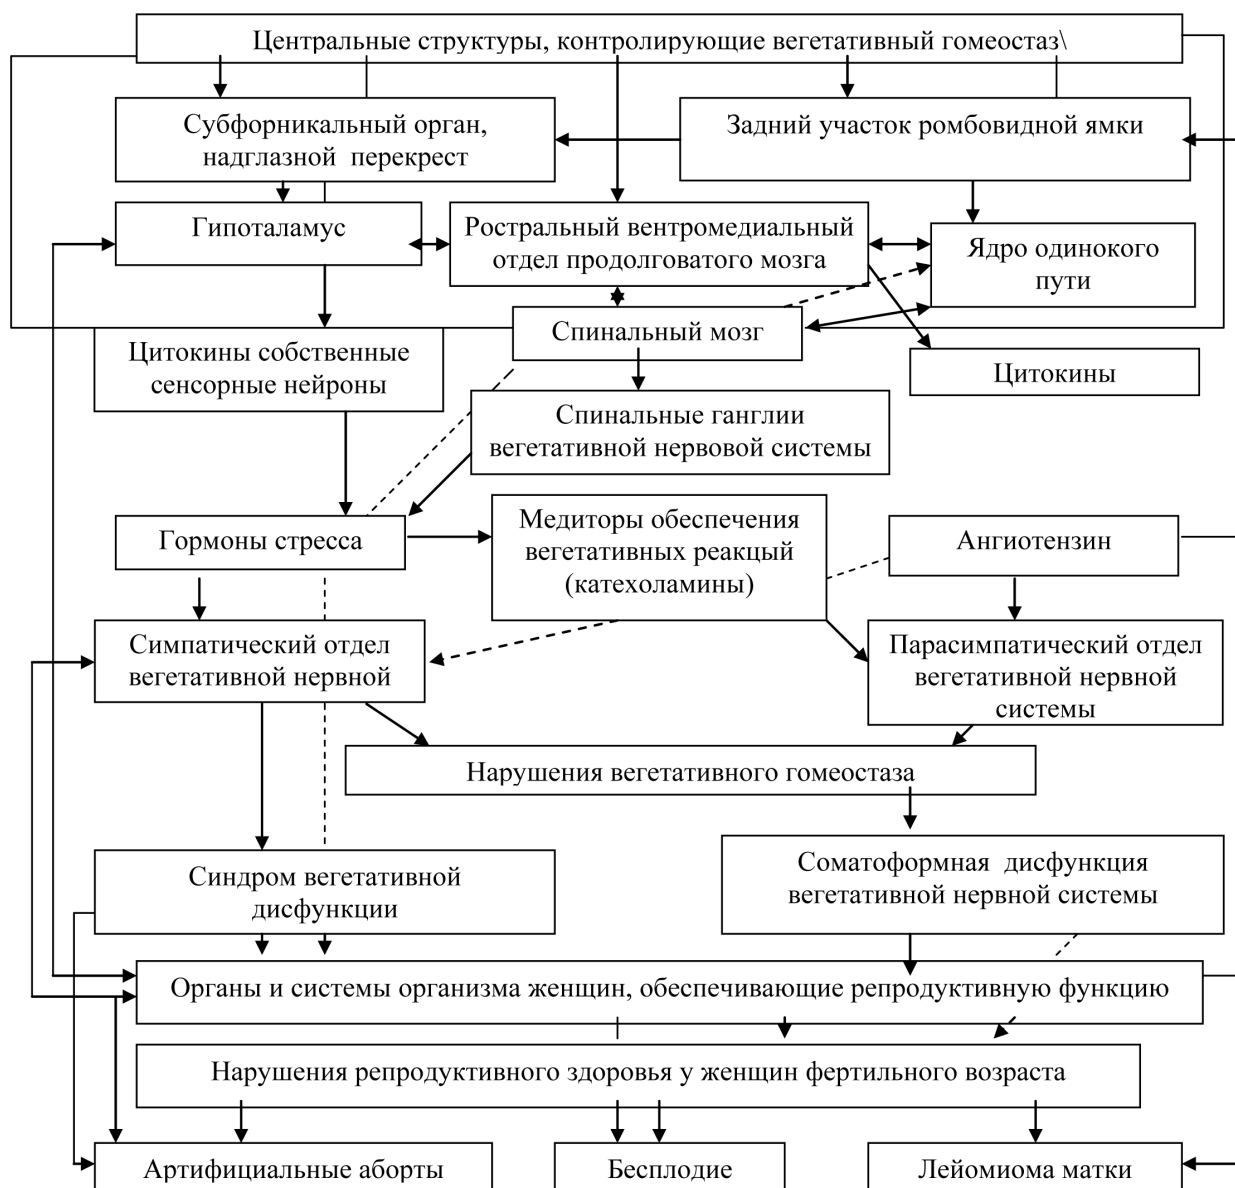 Центральные структуры, контролирующие вегетативный гомеостаз\
Субфорникальный орган,
надглазной перекрест
Задний участок ромбовидной ямки
Гипоталамус
Ростральный вентромедиальный
отдел продолговатого мозга
Ядро одинокого
пути
Спинальный мозг
Цитокины собственные
сенсорные нейроны
Цитокины
Спинальные ганглии
вегетативной нервовой системы
Гормоны стресса
Медиторы обеспечения
вегетативных реакцый
(катехоламины)
Ангиотензин
Симпатический отдел
вегетативной нервной
Парасимпатический отдел
вегетативной нервной
системы
Нарушения вегетативного гомеостаза
Синдром вегетативной
дисфункции
Соматоформная дисфункция
вегетативной нервной системы
Органы и системы организма женщин, обеспечивающие репродуктивную функцию
Нарушения репродуктивного здоровья у женщин фертильного возраста
Артифициальные аборты
Бесплодие
Лейомиома матки